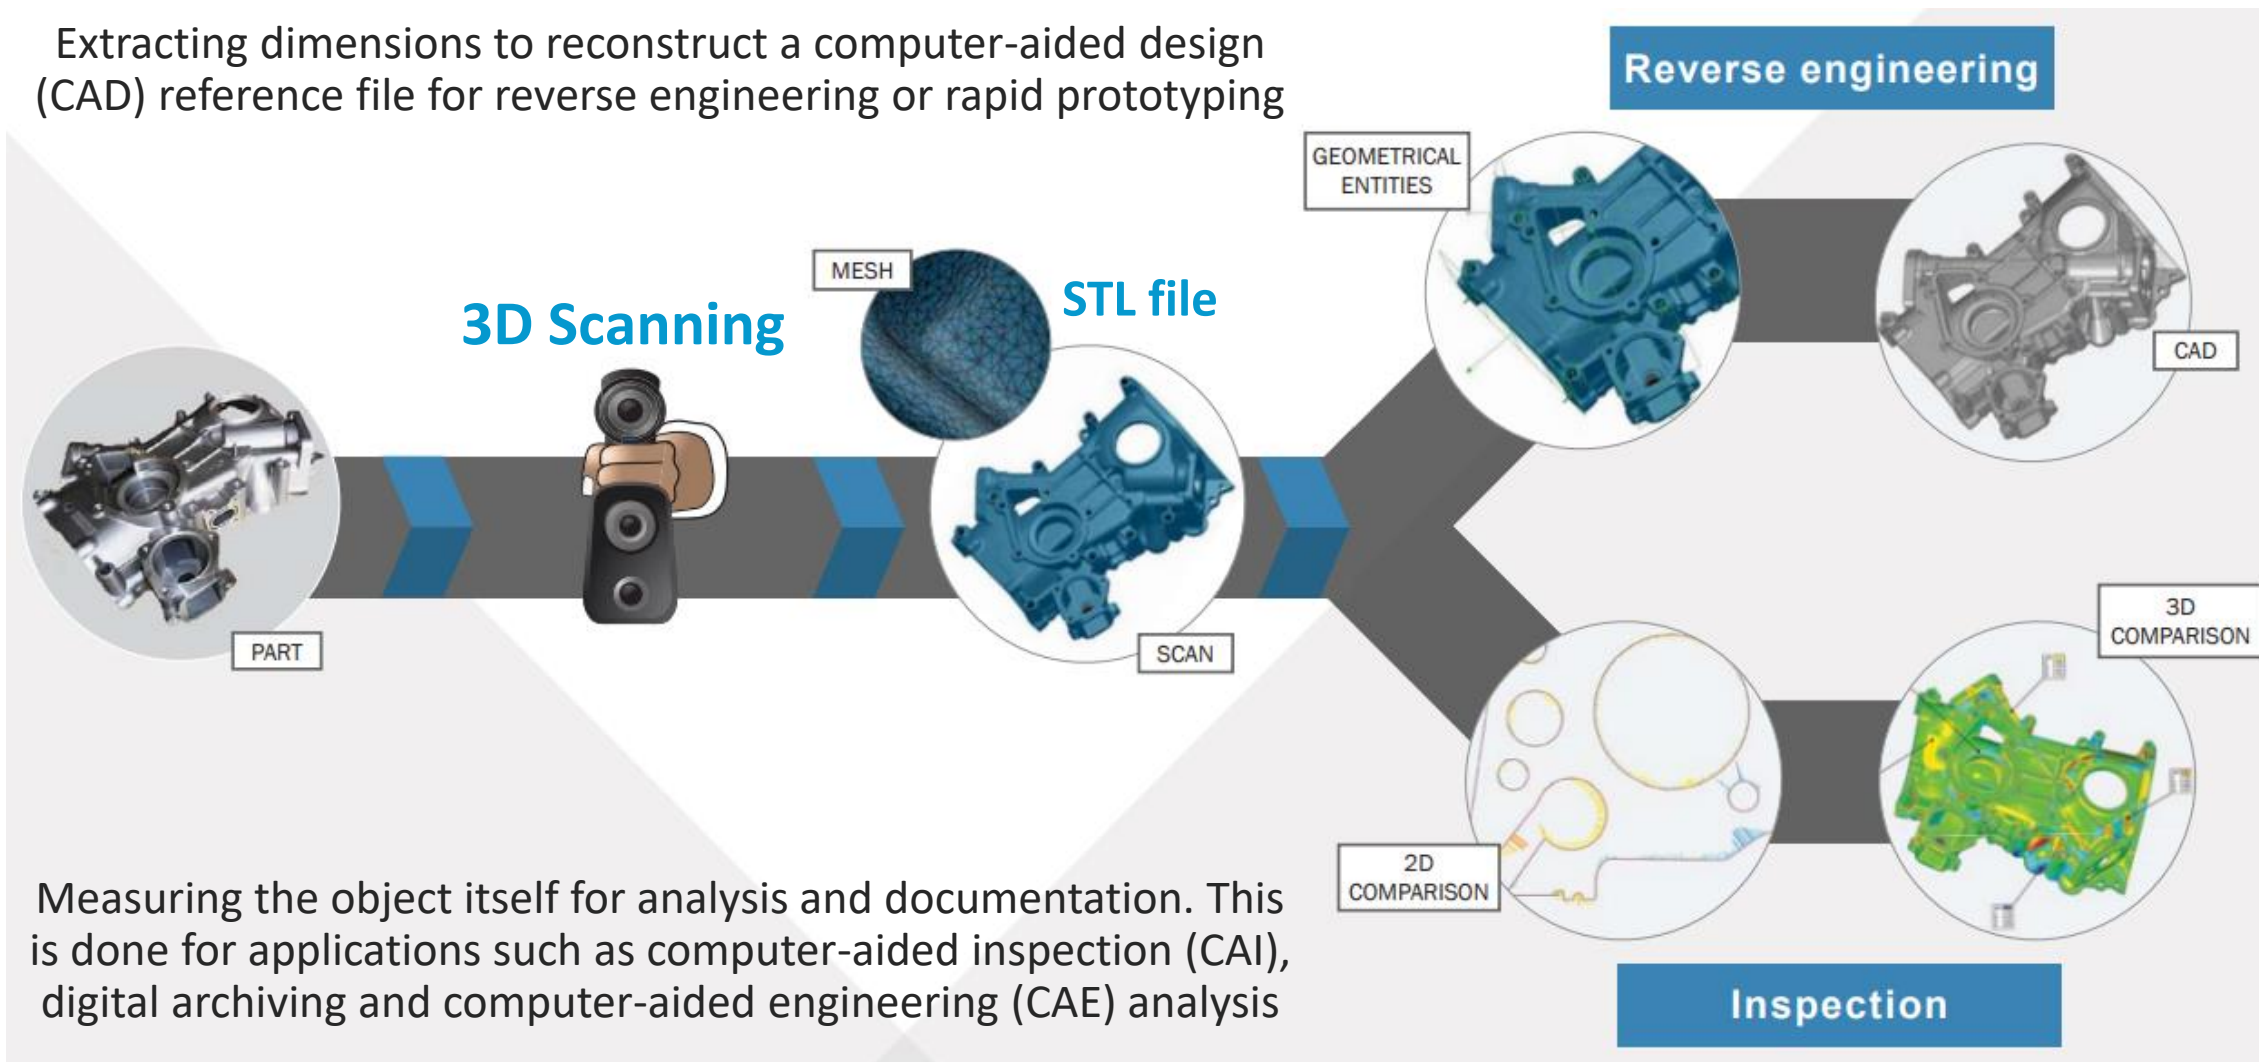 Extracting dimensions to reconstruct a computer-aided design
(CAD) reference file for reverse engineering or rapid prototyping
Reverse engineering
GEOMETRICAL
ENTITIES
MESH
STL file
3D Scanning
CAD
PART
SCAN
3D
COMPARISON
2D
COMPARISON
Measuring the object itself for analysis and documentation. This
is done for applications such as computer-aided inspection (CAI),
digital archiving and computer-aided engineering (CAE) analysis
Inspection